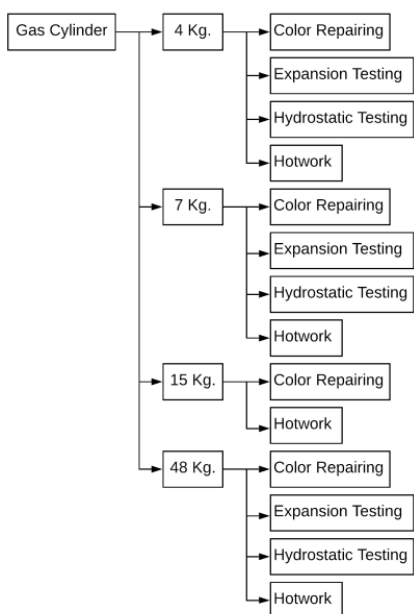 Gas Cylinder
4 Kg.
Color Repairing
Expansion Testing
Hydrostatic Testing
Hotwork
7 Kg.
Color Repairing
Expansion Testing
Hydrostatic Testing
Hotwork
15 Kg.
Color Repairing
Hotwork
48 Kg.
Color Repairing
Expansion Testing
Hydrostatic Testing
Hotwork